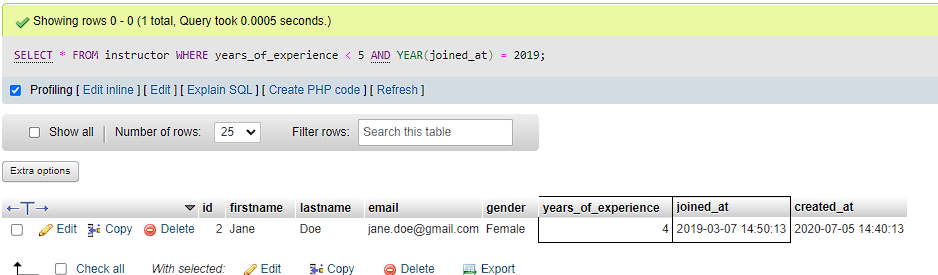 Showing rows 0 - 0 (1 total, Query took 0.0005 seconds.)
SELECT * FROM instructor WHERE years_of_experience < 5 AND YEAR(joined_at) = 2019;
Profiling [ Edit inline ] [ Edit ] [ Explain SQL ] [ Create PHP code ] [ Refresh ]
Show all Number of rows: 25 Filter rows: Search this table
Extra options
←T→ id firstname lastname email gender years_of_experience joined_at created_at
Edit Copy Delete 2 Jane Doe jane.doe@gmail.com Female 4 2019-03-07 14:50:13 2020-07-05 14:40:13
Check all With selected: Edit Copy Delete Export